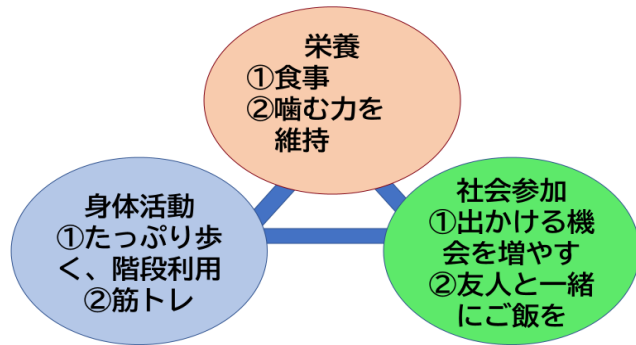 栄養
①食事
②噛む力を
維持
身体活動
①たっぷり歩
く、階段利用
②筋トレ
社会参加
①出かける機
会を増やす
②友人と一緒
にご飯を